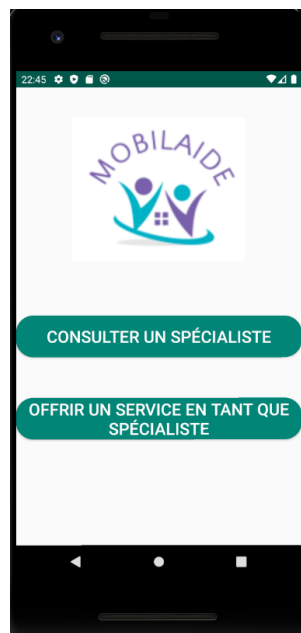 22:45
MOBILAIDE
CONSULTER UN SPÉCIALISTE
OFFRIR UN SERVICE EN TANT QUE
SPÉCIALISTE